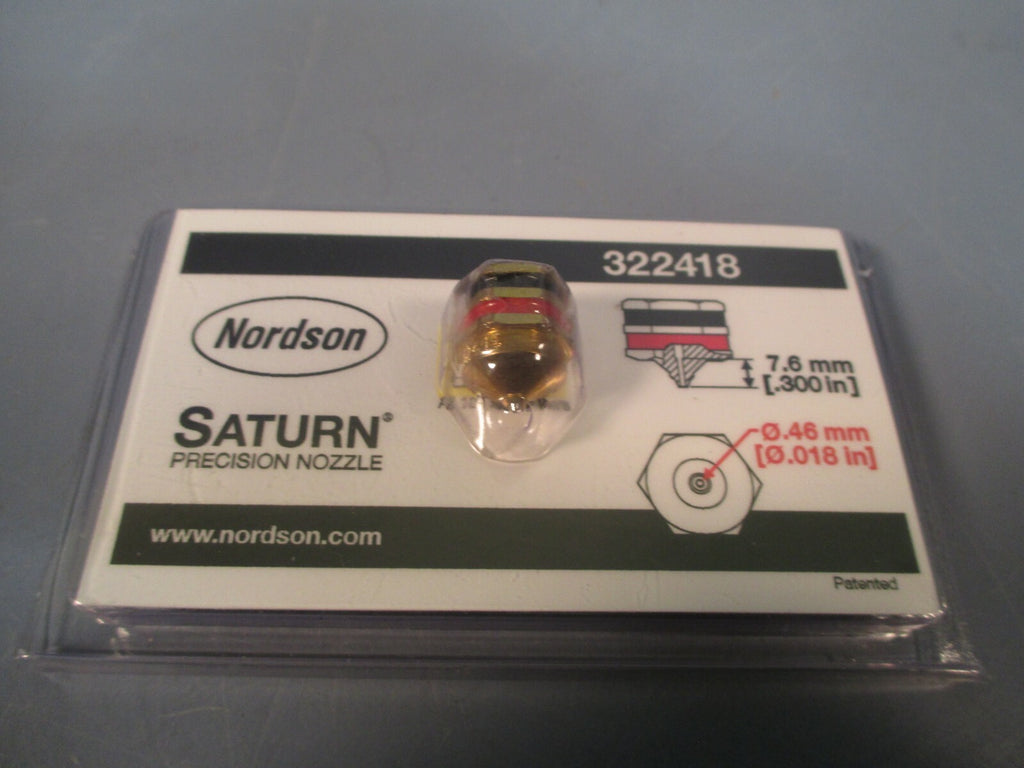 322418
Nordson
SATURN®
PRECISION NOZZLE
7.6 mm
[.300 in]
Ø.46 mm
[Ø.018 in]
www.nordson.com
Patented